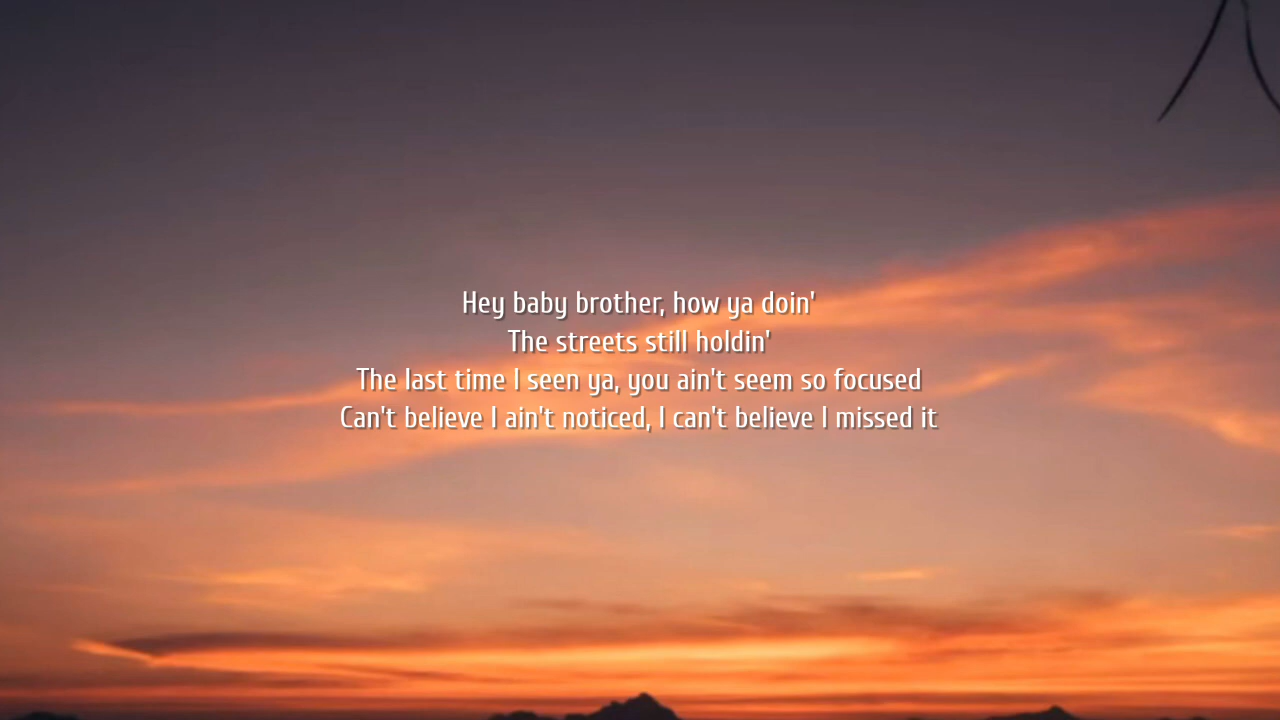 Hey baby brother, how ya doin'
The streets still holdin'
The last time I seen ya, you ain't seem so focused
Can't believe I ain't noticed, I can't believe I missed it